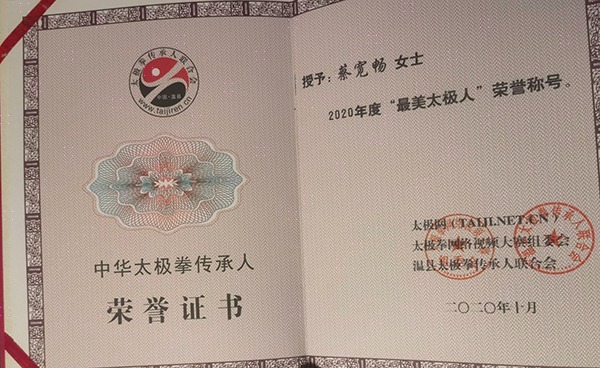 太极拳传承人联合会
中国·温县
www.taijiren.cn
中华太极拳传承人
荣誉证书
授予：蔡宽畅 女士
2020年度“最美太极人”荣誉称号。
太极网（TAIJI.NET.CN）
太极拳网络视频大赛组委会
温县太极拳传承人联合会
二〇二〇年十月